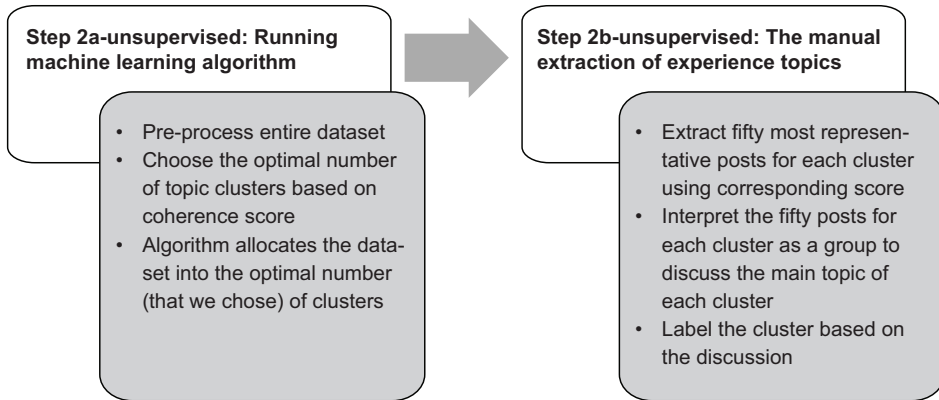 Step 2a-unsupervised: Running
machine learning algorithm
• Pre-process entire dataset
• Choose the optimal number
of topic clusters based on
coherence score
• Algorithm allocates the data-
set into the optimal number
(that we chose) of clusters
Step 2b-unsupervised: The manual
extraction of experience topics
• Extract fifty most represen-
tative posts for each cluster
using corresponding score
• Interpret the fifty posts for
each cluster as a group to
discuss the main topic of
each cluster
• Label the cluster based on
the discussion